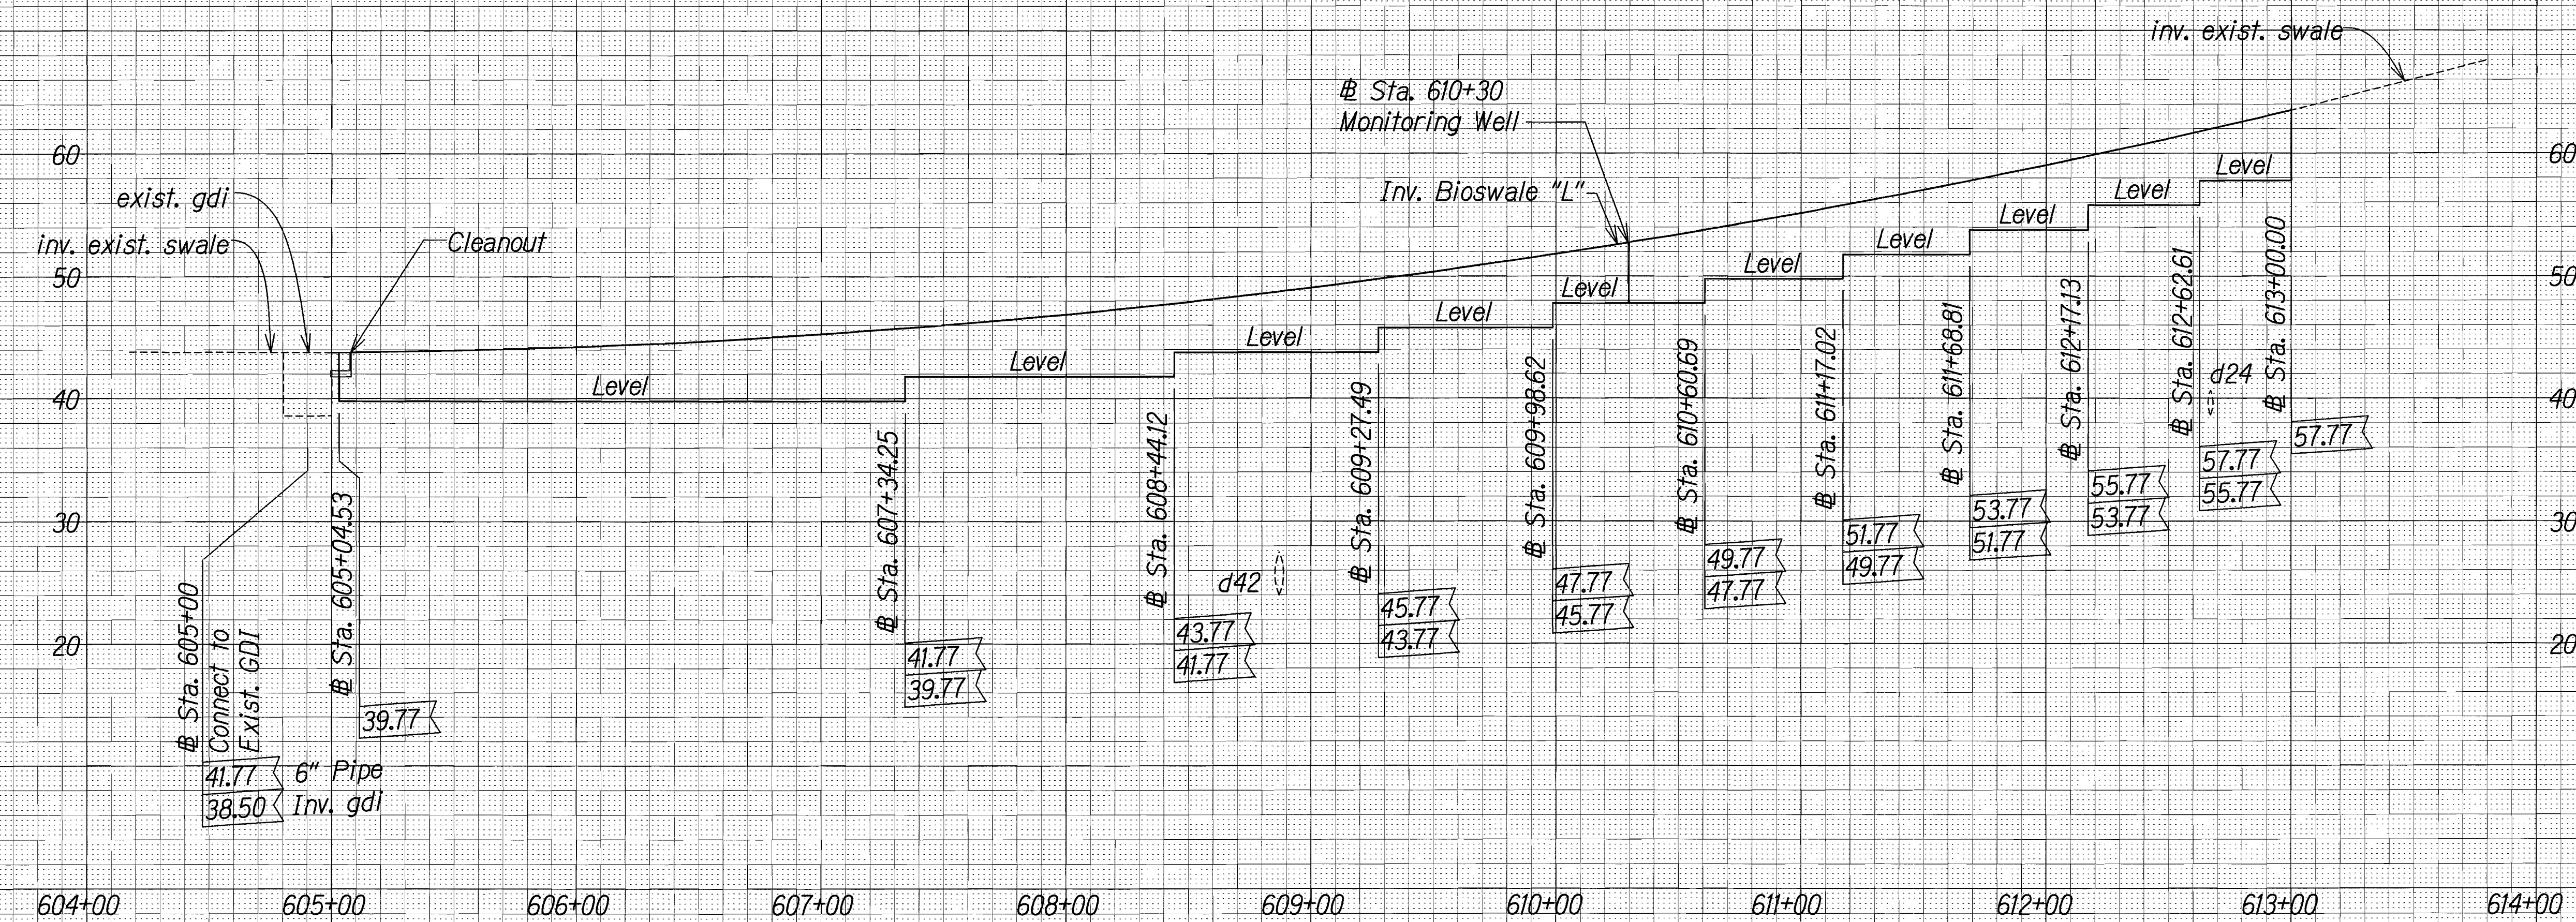 inv. exist. swale
℄ Sta. 610+30
Monitoring Well
60
60
exist. gdi
Inv. Bioswale "L"
inv. exist. swale
Cleanout
50
50
Level
Level
Level
Level
Level
Level
Level
Level
Level
Level
Level
40
40
30
30
20
20
d42
d24
℄ Sta. 605+00
Connect to
Exist. GDI
41.77 6" Pipe
38.50 Inv. gdi
℄ Sta. 605+04.53
39.77
℄ Sta. 607+34.25
41.77
39.77
℄ Sta. 608+44.12
43.77
41.77
℄ Sta. 609+27.49
45.77
43.77
℄ Sta. 609+98.62
47.77
45.77
℄ Sta. 610+60.69
49.77
47.77
℄ Sta. 611+17.02
51.77
49.77
℄ Sta. 611+68.81
53.77
51.77
℄ Sta. 612+17.13
55.77
53.77
℄ Sta. 612+62.61
57.77
55.77
℄ Sta. 613+00.00
57.77
604+00 605+00 606+00 607+00 608+00 609+00 610+00 611+00 612+00 613+00 614+00